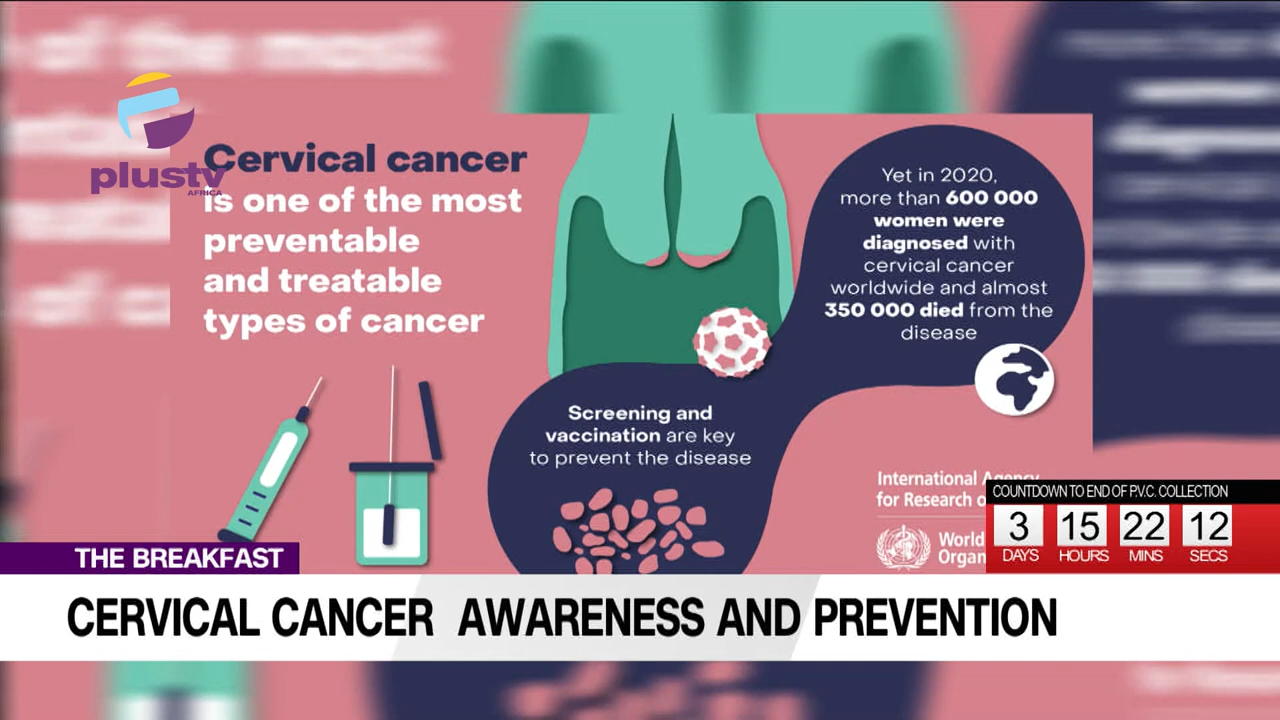 plustv
AFRICA
Cervical cancer
is one of the most
preventable
and treatable
types of cancer
Yet in 2020,
more than 600 000
women were
diagnosed with
cervical cancer
worldwide and almost
350 000 died from the
disease
Screening and
vaccination are key
to prevent the disease
International Agency
for Research o
World
Organ
COUNTDOWN TO END OF P.V.C. COLLECTION
3 15 22 12
DAYS HOURS MINS SECS
THE BREAKFAST
CERVICAL CANCER AWARENESS AND PREVENTION